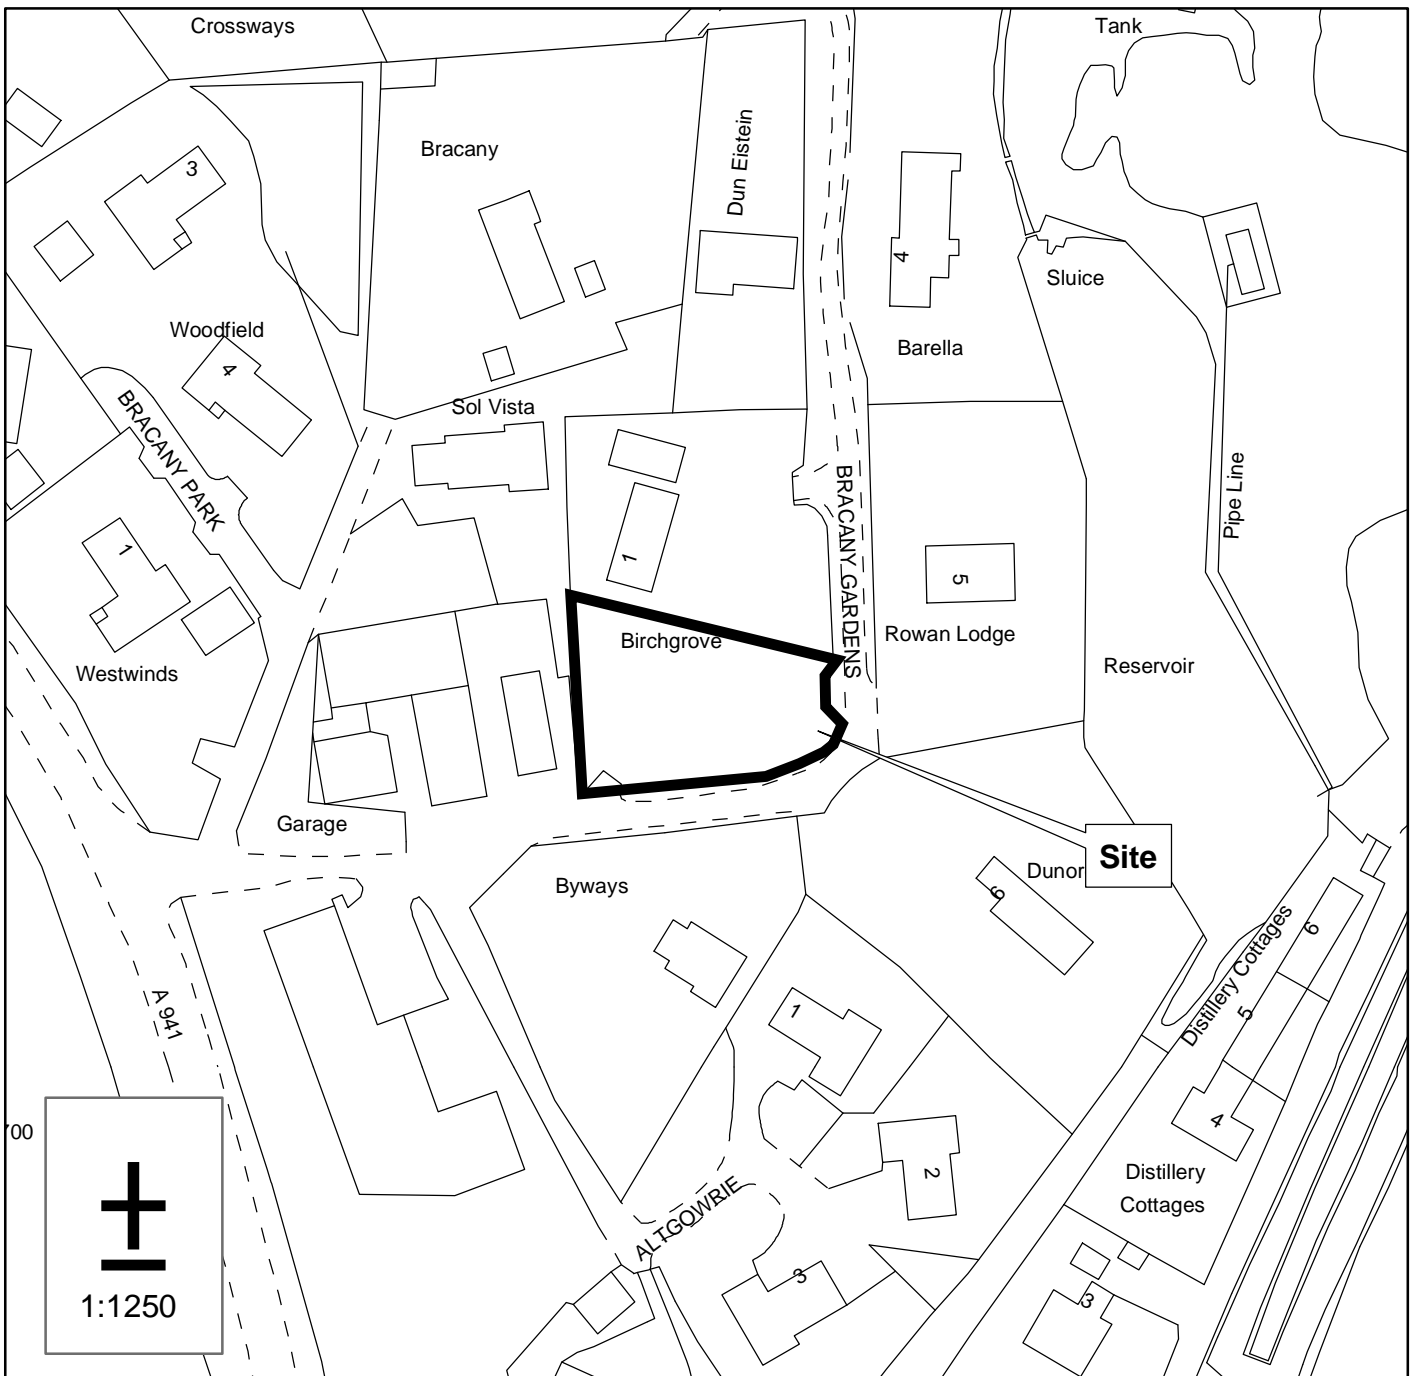 Crossways
Tank
Bracany
Dun Eistein
3
4
Sluice
Woodfield
4
Barella
BRACANY PARK
Sol Vista
BRACANY GARDENS
Pipe Line
1
1
5
Westwinds
Birchgrove
Rowan Lodge
Reservoir
Garage
Site
Byways
Dunor
6
6
Distillery Cottages
5
A 941
1
4
700
2
Distillery
Cottages
ALTGOWRIE
3
3
±
1:1250